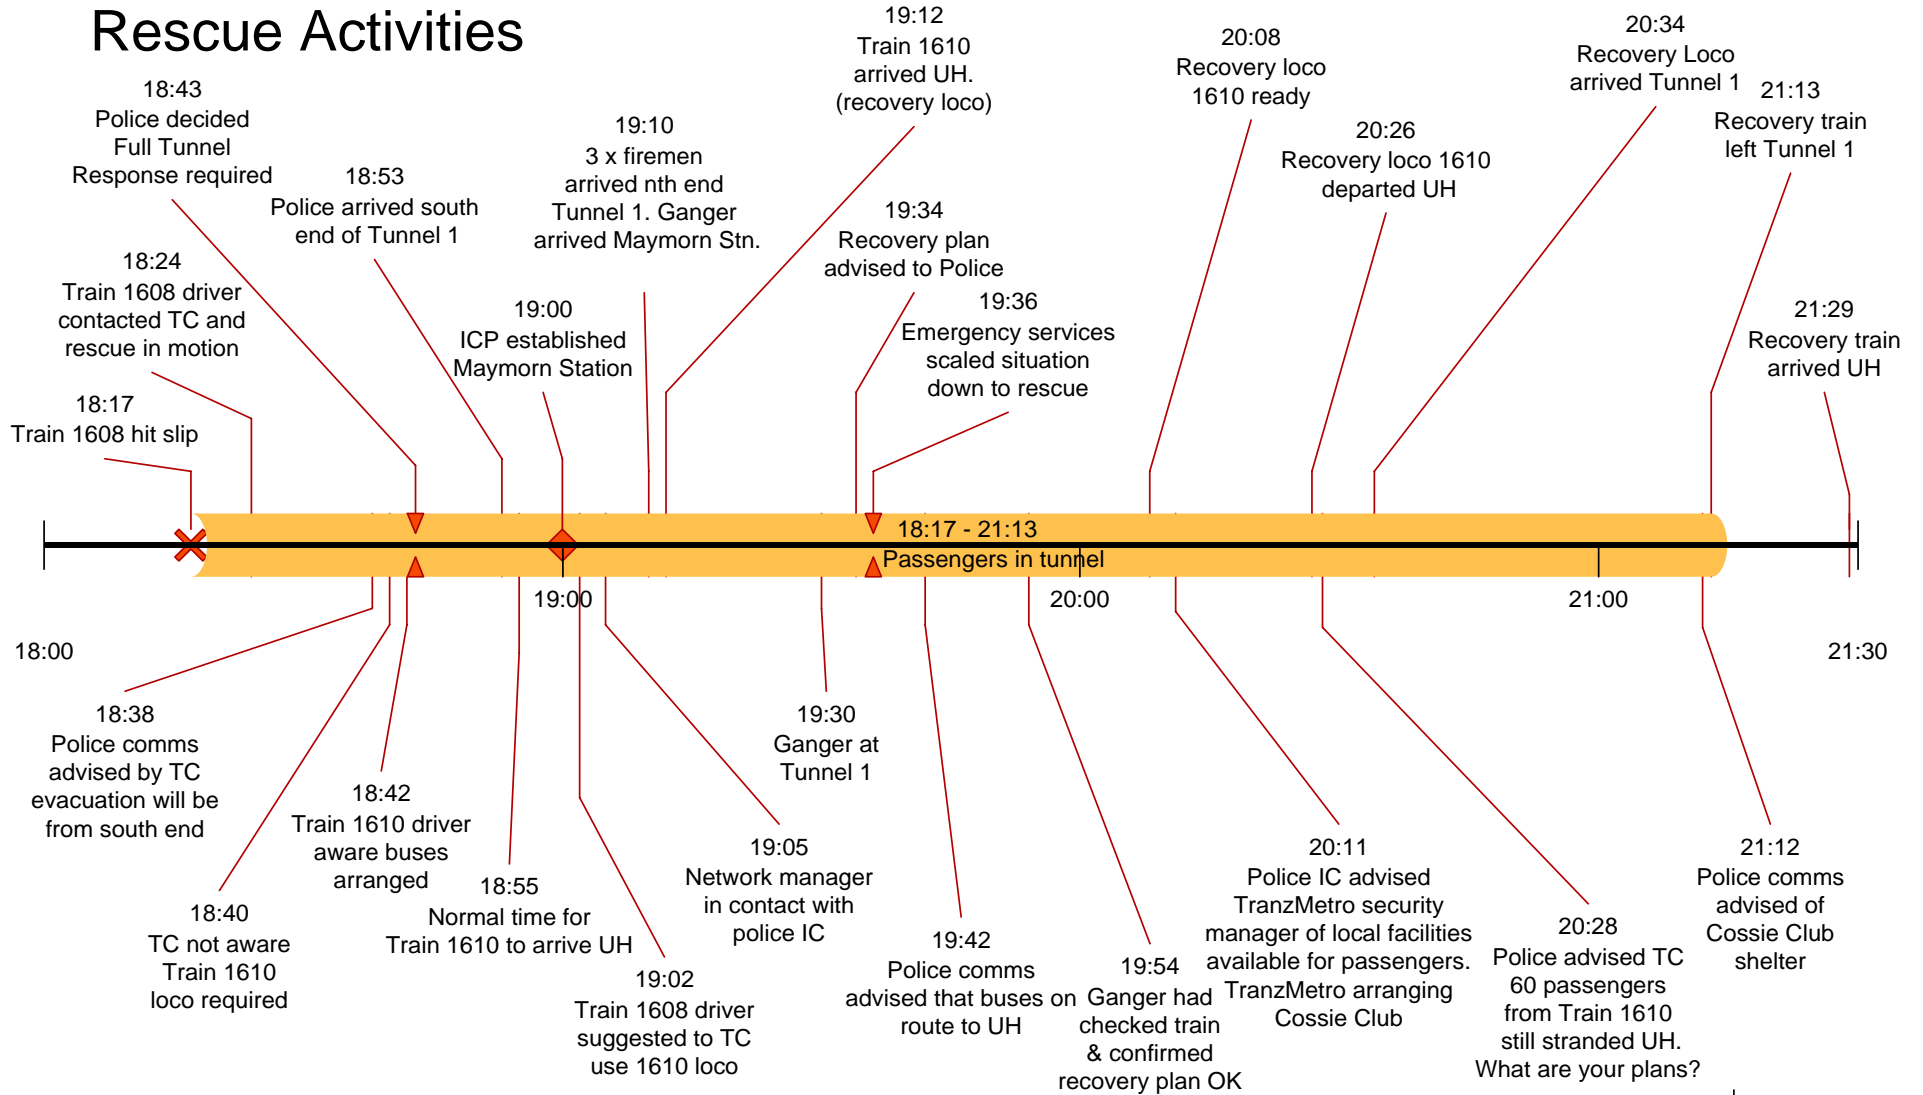 Rescue Activities
18:43
Police decided
Full Tunnel
Response required
18:24
Train 1608 driver
contacted TC and
rescue in motion
18:17
Train 1608 hit slip
18:53
Police arrived south
end of Tunnel 1
19:00
ICP established
Maymorn Station
19:10
3 x firemen
arrived nth end
Tunnel 1. Ganger
arrived Maymorn Stn.
19:12
Train 1610
arrived UH.
(recovery loco)
19:34
Recovery plan
advised to Police
19:36
Emergency services
scaled situation
down to rescue
20:08
Recovery loco
1610 ready
20:26
Recovery loco 1610
departed UH
20:34
Recovery Loco
arrived Tunnel 1
21:13
Recovery train
left Tunnel 1
21:29
Recovery train
arrived UH
18:17 - 21:13
Passengers in tunnel
19:00
20:00
21:00
18:00
21:30
18:38
Police comms
advised by TC
evacuation will be
from south end
18:40
TC not aware
Train 1610
loco required
18:42
Train 1610 driver
aware buses
arranged
18:55
Normal time for
Train 1610 to arrive UH
19:02
Train 1608 driver
suggested to TC
use 1610 loco
19:05
Network manager
in contact with
police IC
19:30
Ganger at
Tunnel 1
19:42
Police comms
advised that buses on
route to UH
19:54
Ganger had
checked train
& confirmed
recovery plan OK
20:11
Police IC advised
TranzMetro security
manager of local facilities
available for passengers.
TranzMetro arranging
Cossie Club
20:28
Police advised TC
60 passengers
from Train 1610
still stranded UH.
What are your plans?
21:12
Police comms
advised of
Cossie Club
shelter